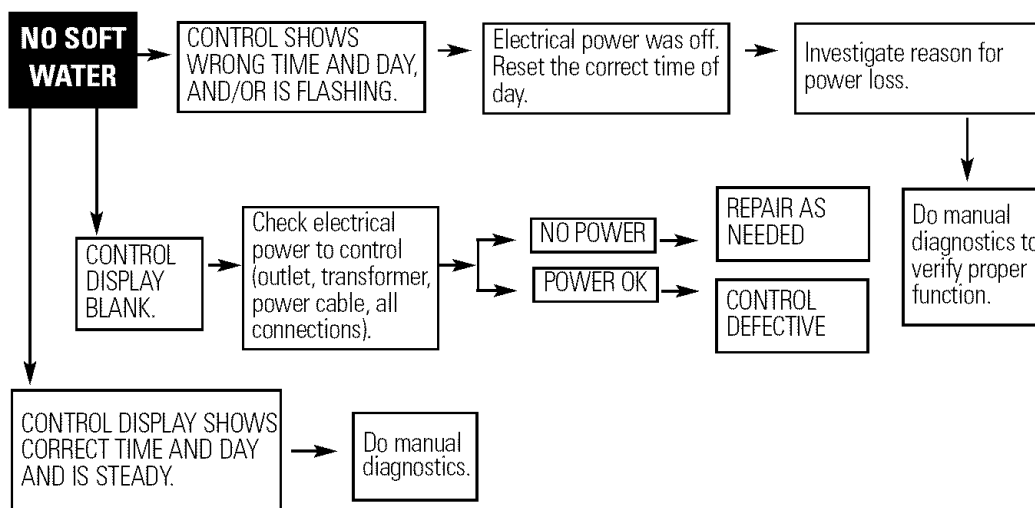 NO SOFT
WATER
CONTROL SHOWS
WRONG TIME AND DAY,
AND/OR IS FLASHING.
Electrical power was off.
Reset the correct time of
day.
Investigate reason for
power loss.
Do manual
diagnostics to
verify proper
function.
CONTROL
DISPLAY
BLANK.
Check electrical
power to control
(outlet, transformer,
power cable, all
connections).
NO POWER
REPAIR AS
NEEDED
POWER OK
CONTROL
DEFECTIVE
CONTROL DISPLAY SHOWS
CORRECT TIME AND DAY
AND IS STEADY.
Do manual
diagnostics.